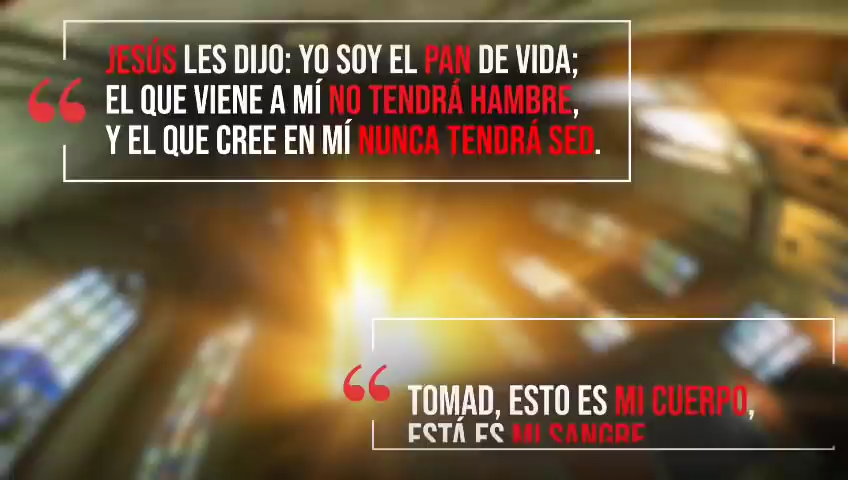 JESÚS LES DIJO: YO SOY EL PAN DE VIDA;
EL QUE VIENE A MÍ NO TENDRÁ HAMBRE,
Y EL QUE CREE EN MÍ NUNCA TENDRÁ SED.
TOMAD, ESTO ES MI CUERPO,
ESTÁ ES MI SANGRE